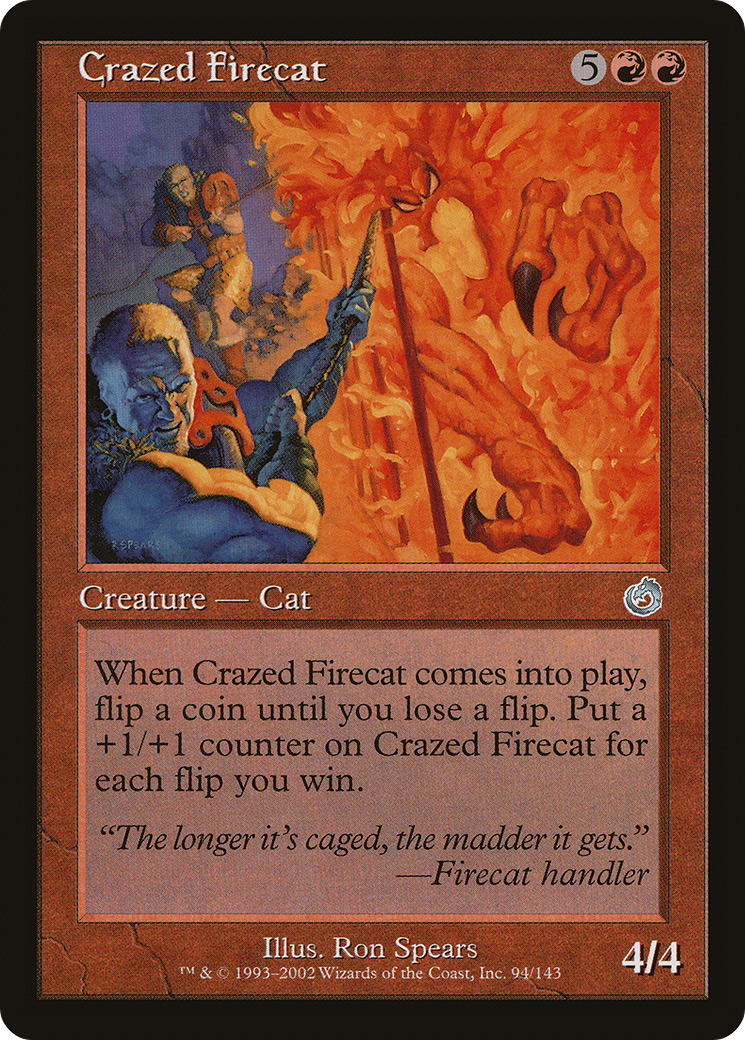 Crazed Firecat
5
R SPEARS
Creature — Cat
When Crazed Firecat comes into play,
flip a coin until you lose a flip. Put a
+1/+1 counter on Crazed Firecat for
each flip you win.
“The longer it’s caged, the madder it gets.”
—Firecat handler
Illus. Ron Spears
™ & © 1993–2002 Wizards of the Coast, Inc. 94/143
4/4